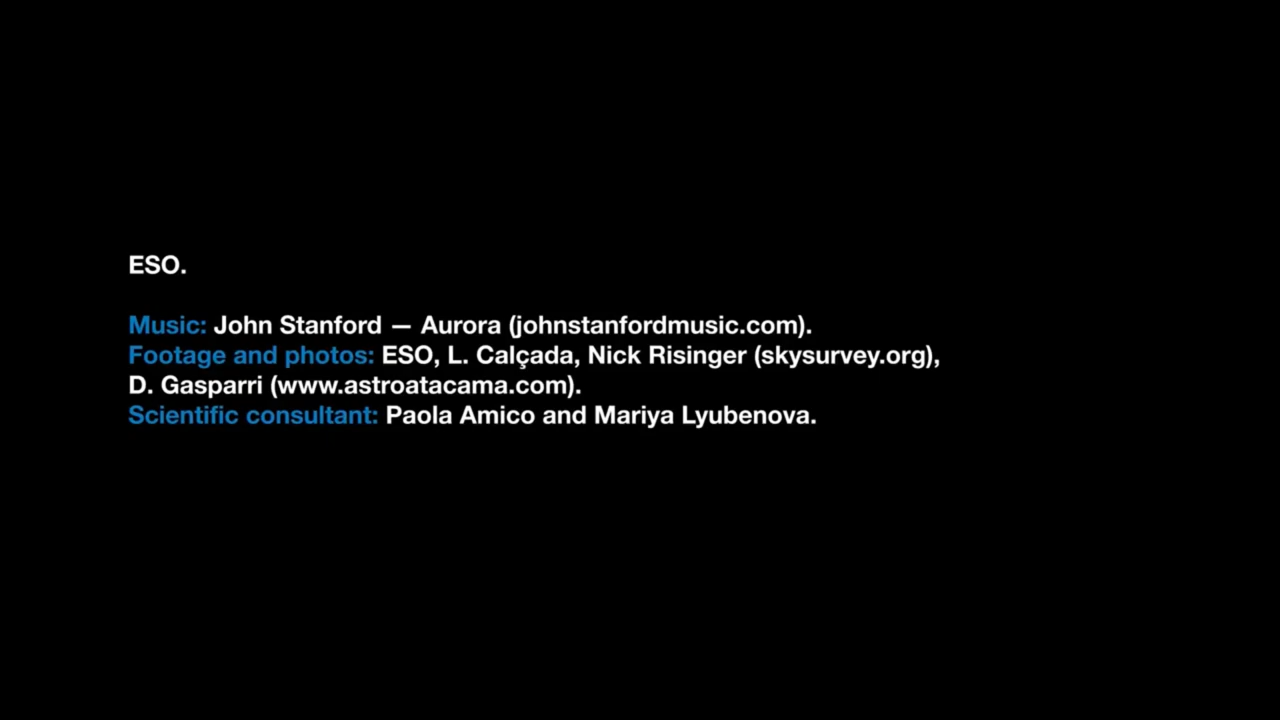 ESO.
Music: John Stanford — Aurora (johnstanfordmusic.com).
Footage and photos: ESO, L. Calçada, Nick Risinger (skysurvey.org),
D. Gasparri (www.astroatacama.com).
Scientific consultant: Paola Amico and Mariya Lyubenova.